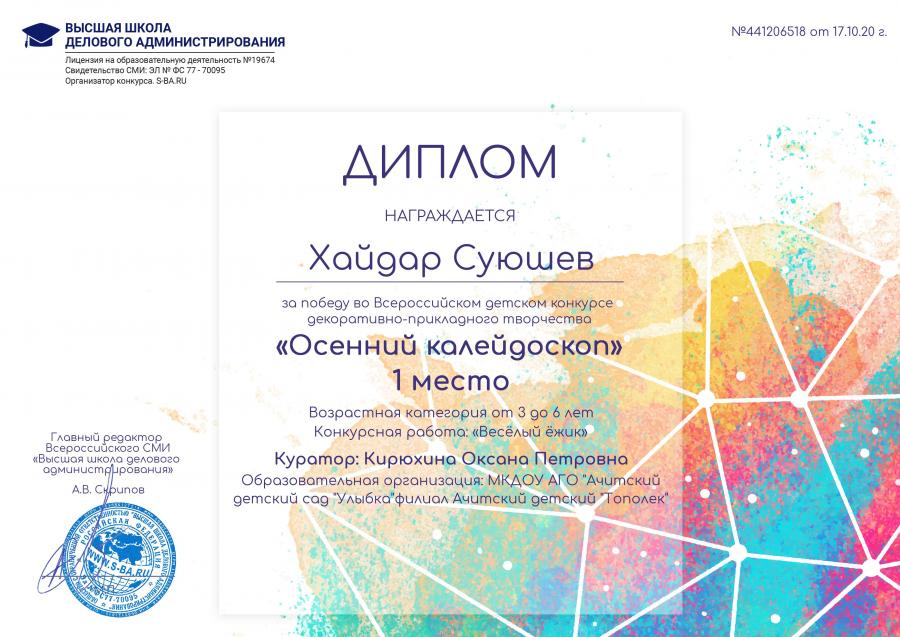 ВЫСШАЯ ШКОЛА
ДЕЛОВОГО АДМИНИСТРИРОВАНИЯ
Лицензия на образовательную деятельность №19674
Свидетельство СМИ: ЭЛ № ФС 77 - 70095
Организатор конкурса. S-BA.RU
№441206518 от 17.10.20 г.
ДИПЛОМ
НАГРАЖДАЕТСЯ
Хайдар Суюшев
за победу во Всероссийском детском конкурсе
декоративно-прикладного творчества
«Осенний калейдоскоп»
1 место
Возрастная категория от 3 до 6 лет
Конкурсная работа: «Весёлый ёжик»
Куратор: Кирюхина Оксана Петровна
Образовательная организация: МКДОУ АГО "Ачитский
детский сад "Улыбка"филиал Ачитский детский "Тополек"
Главный редактор
Всероссийского СМИ
«Высшая школа делового
администрирования»
А.В. Скрипов
РОССИЙСКАЯ ФЕДЕРАЦИЯ
WWW.S-BA.RU